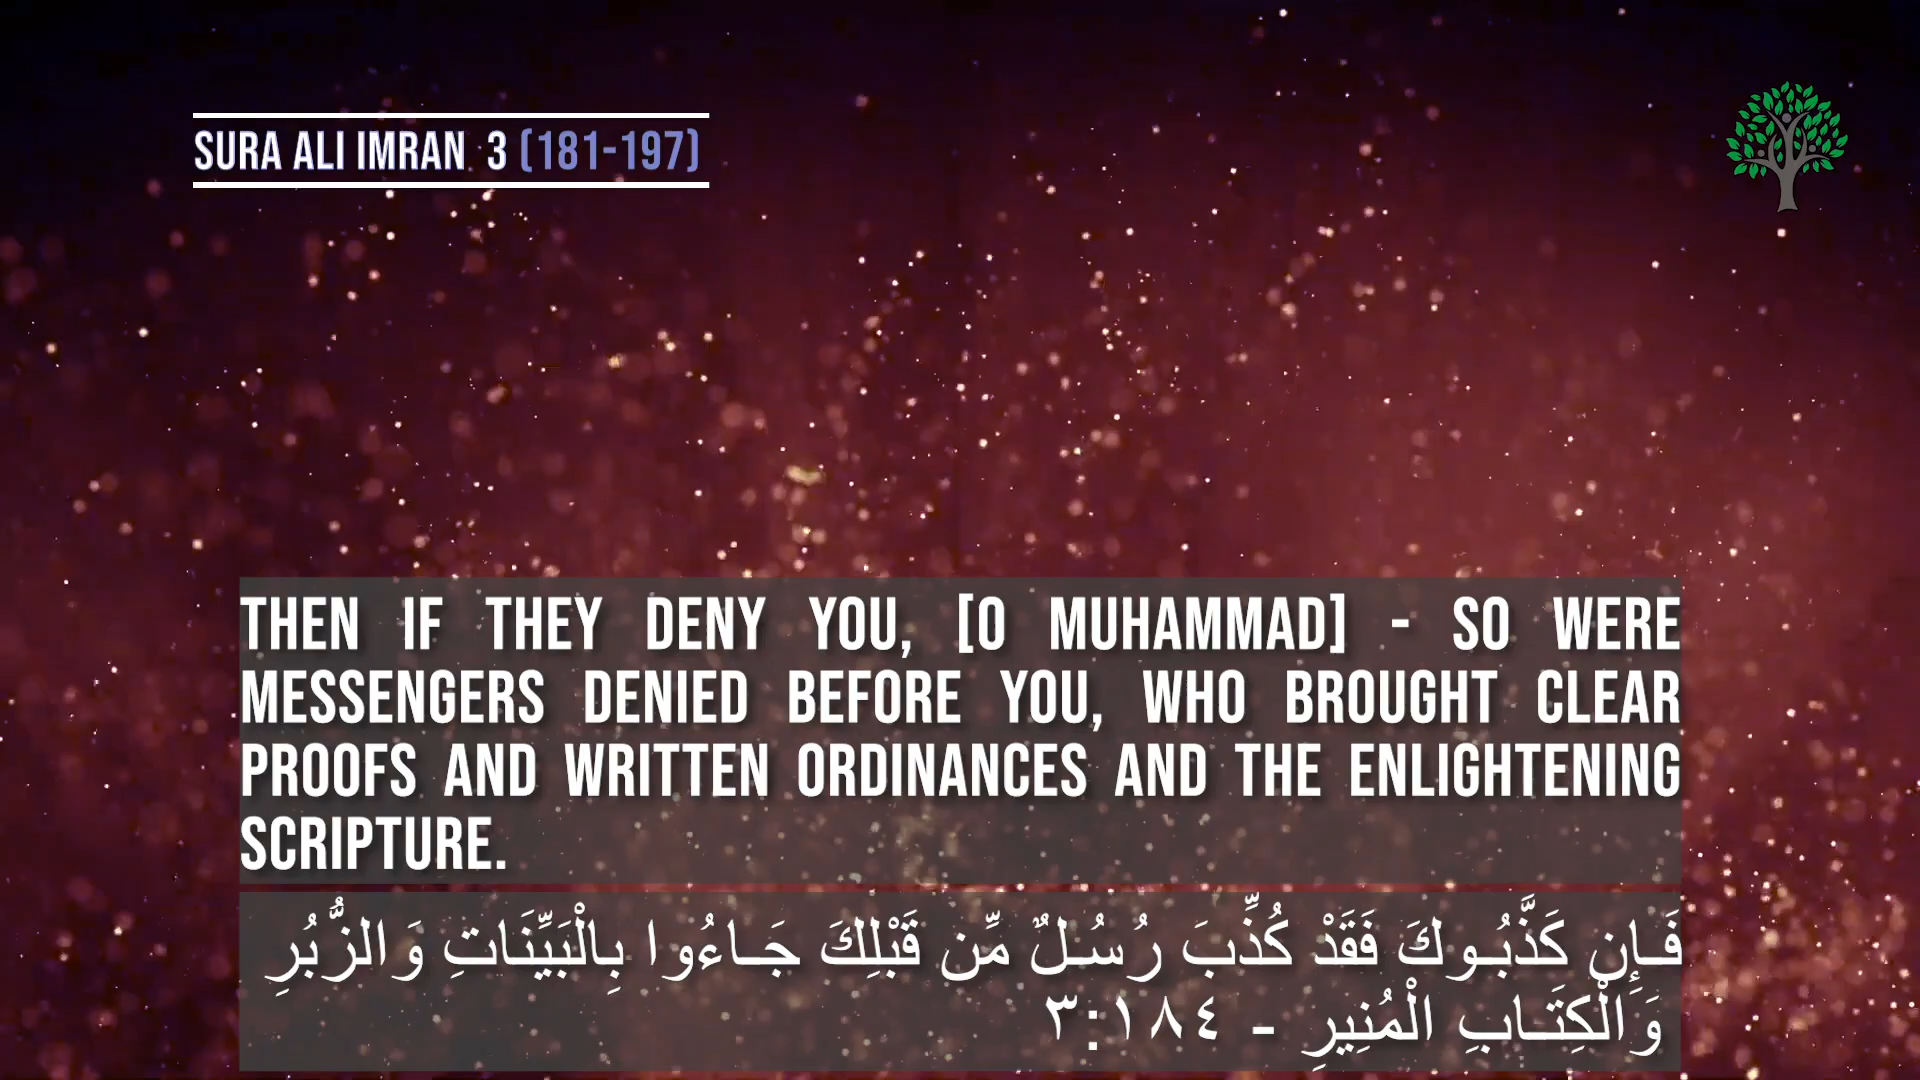 SURA ALI IMRAN 3 (181-197)
THEN IF THEY DENY YOU, [O MUHAMMAD] - SO WERE
MESSENGERS DENIED BEFORE YOU, WHO BROUGHT CLEAR
PROOFS AND WRITTEN ORDINANCES AND THE ENLIGHTENING
SCRIPTURE.
فَإِن كَذَّبُوكَ فَقَدْ كُذِّبَ رُسُلٌ مِّن قَبْلِكَ جَاءُوا بِالْبَيِّنَاتِ وَالزُّبُرِ
وَالْكِتَابِ الْمُنِيرِ - ٣:١٨٤